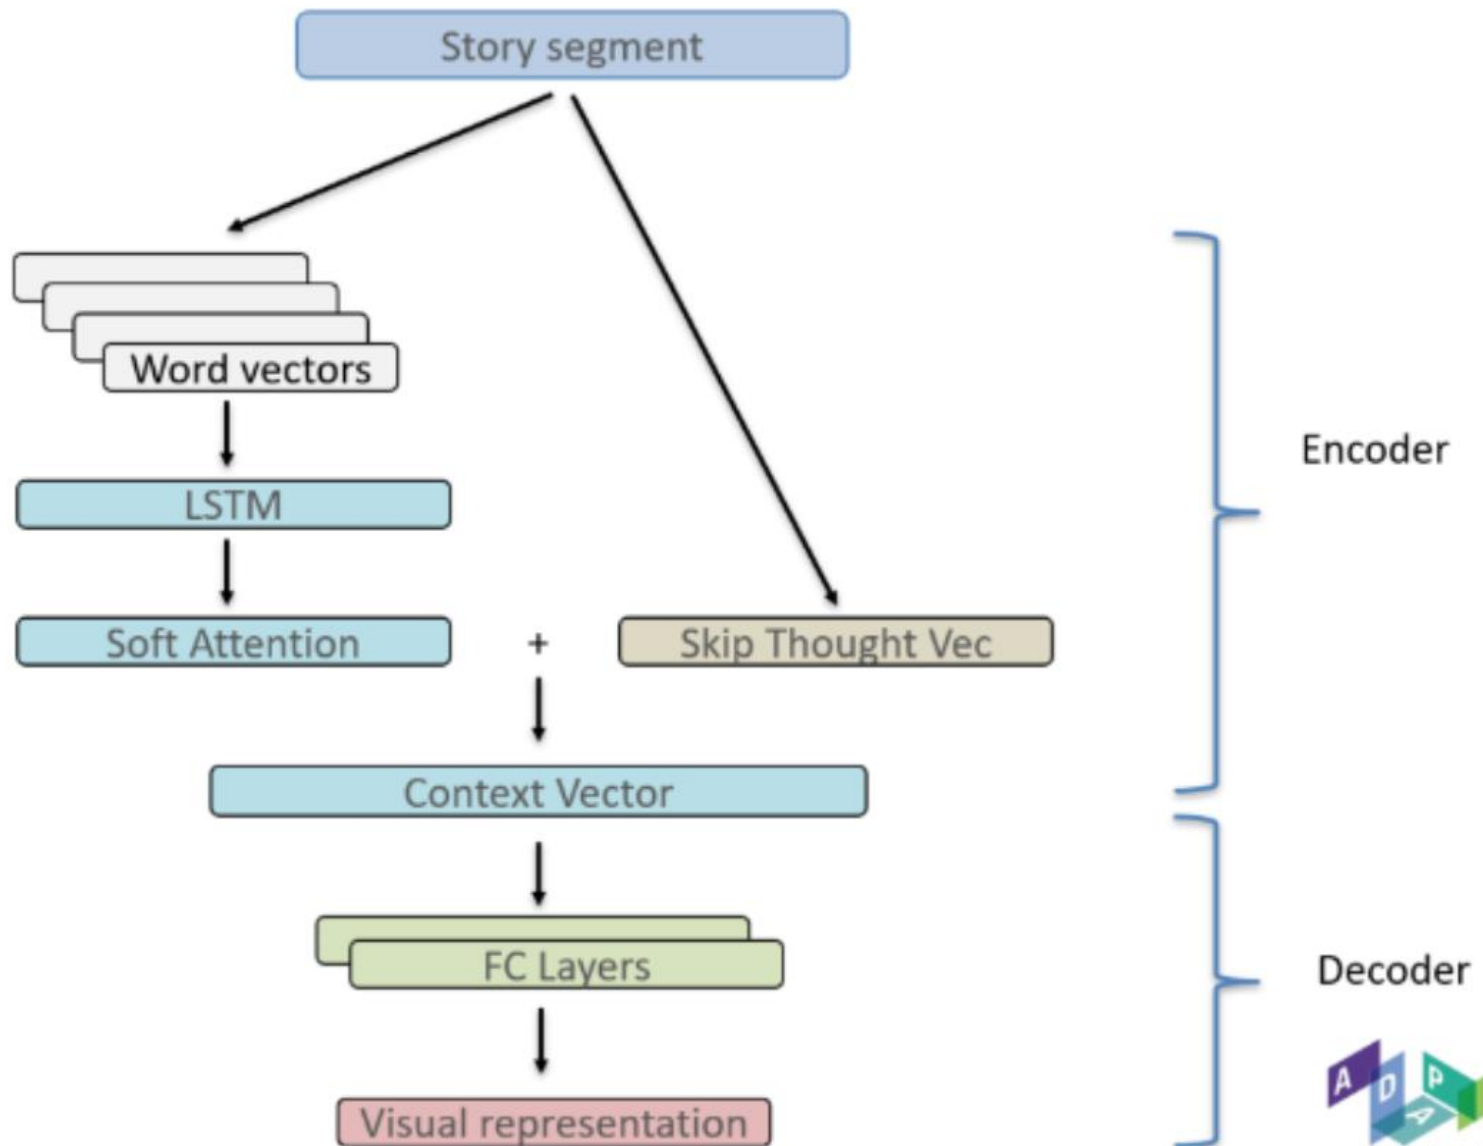 Story segment
Word vectors
Encoder
LSTM
Soft Attention + Skip Thought Vec
Context Vector
FC Layers
Decoder
A D A P
Visual representation